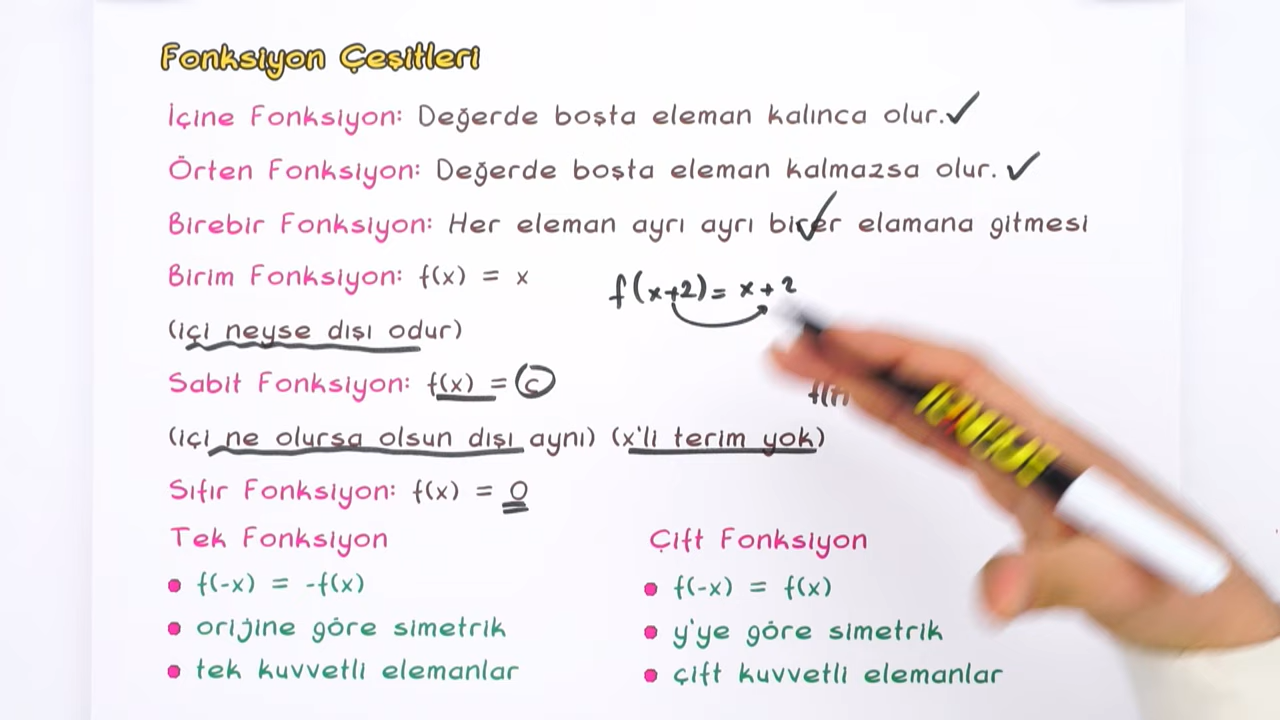 Fonksiyon Çeşitleri
İçine Fonksiyon: Değerde boşta eleman kalınca olur.
Örten Fonksiyon: Değerde boşta eleman kalmazsa olur.
Birebir Fonksiyon: Her eleman ayrı ayrı birer elamana gitmesi
Birim Fonksiyon: f(x) = x
f(x+2) = x+2
(içi neyse dışı odur)
Sabit Fonksiyon: f(x) = c
(içi ne olursa olsun dışı aynı) (x'li terim yok)
Sıfır Fonksiyon: f(x) = 0
Tek Fonksiyon
f(-x) = -f(x)
orijine göre simetrik
tek kuvvetli elemanlar
Çift Fonksiyon
f(-x) = f(x)
y'ye göre simetrik
çift kuvvetli elemanlar